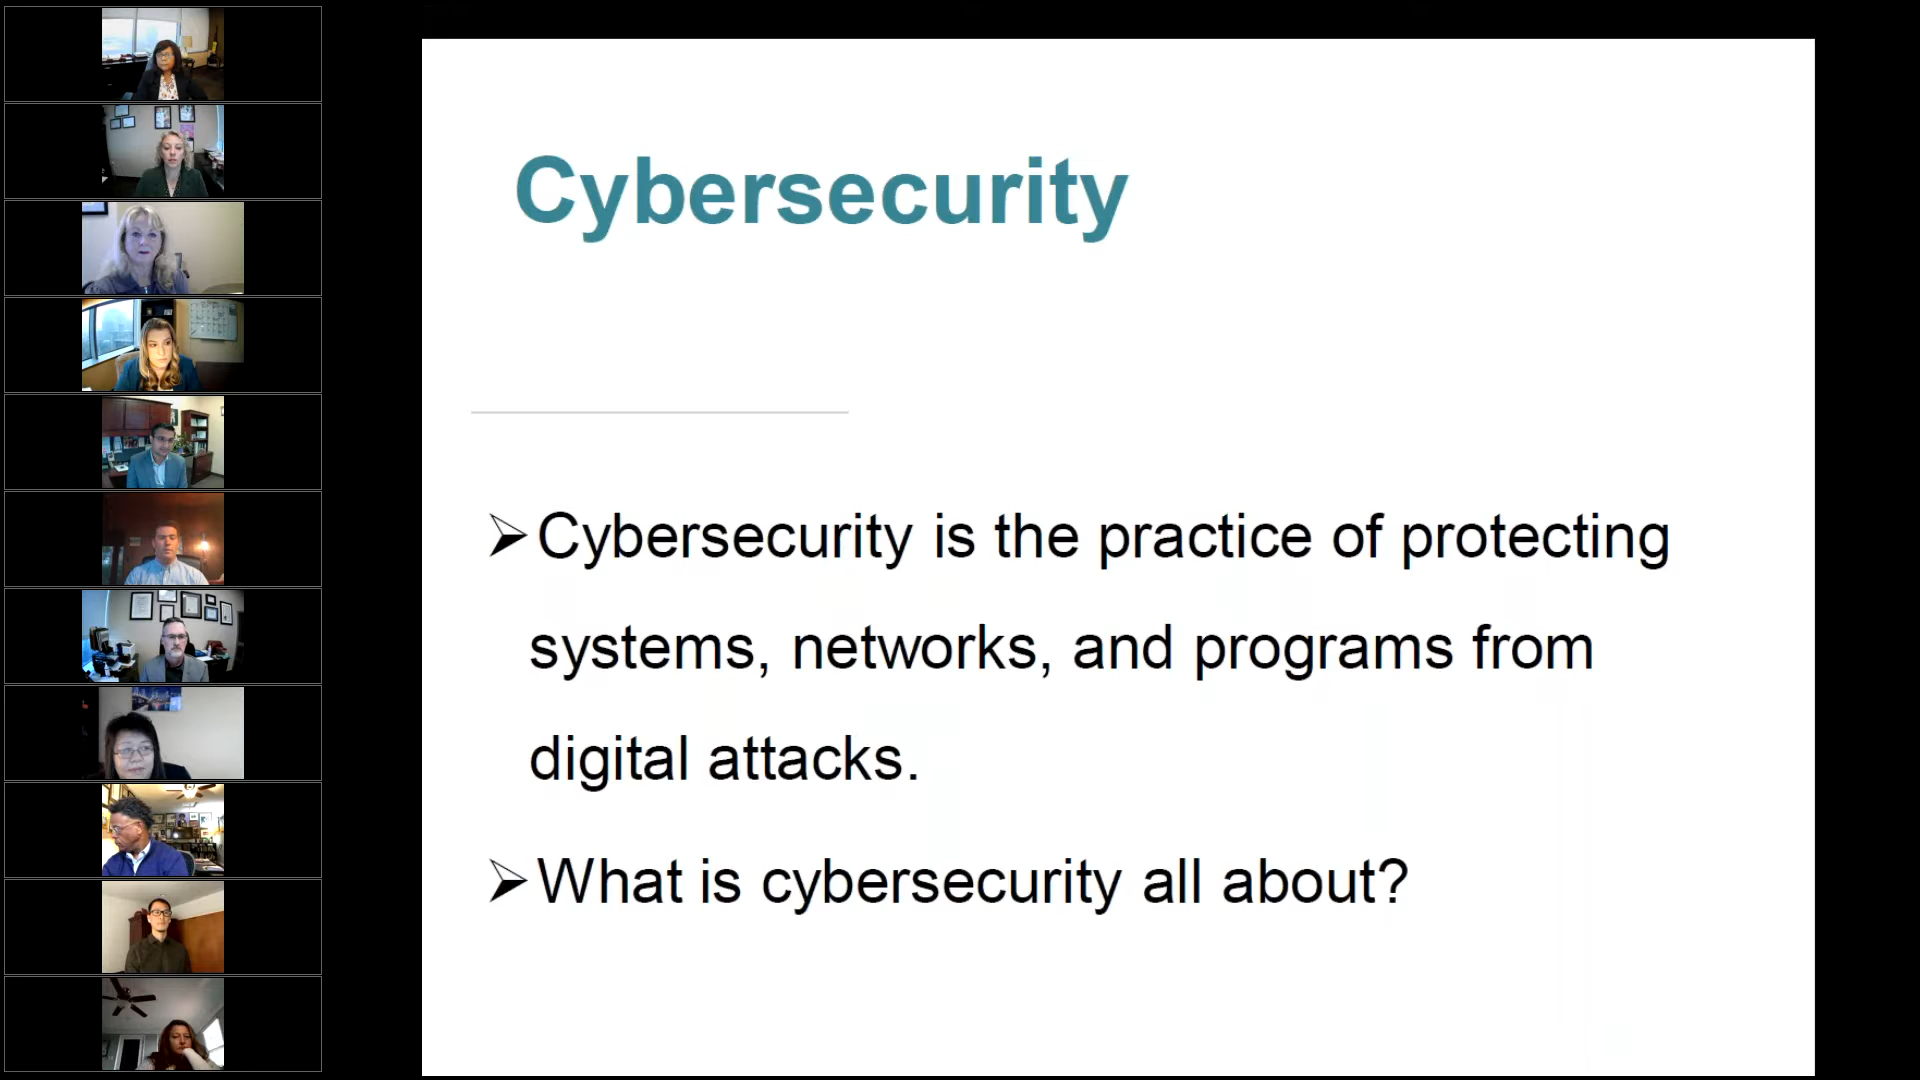 Cybersecurity
➢Cybersecurity is the practice of protecting
systems, networks, and programs from
digital attacks.
➢What is cybersecurity all about?